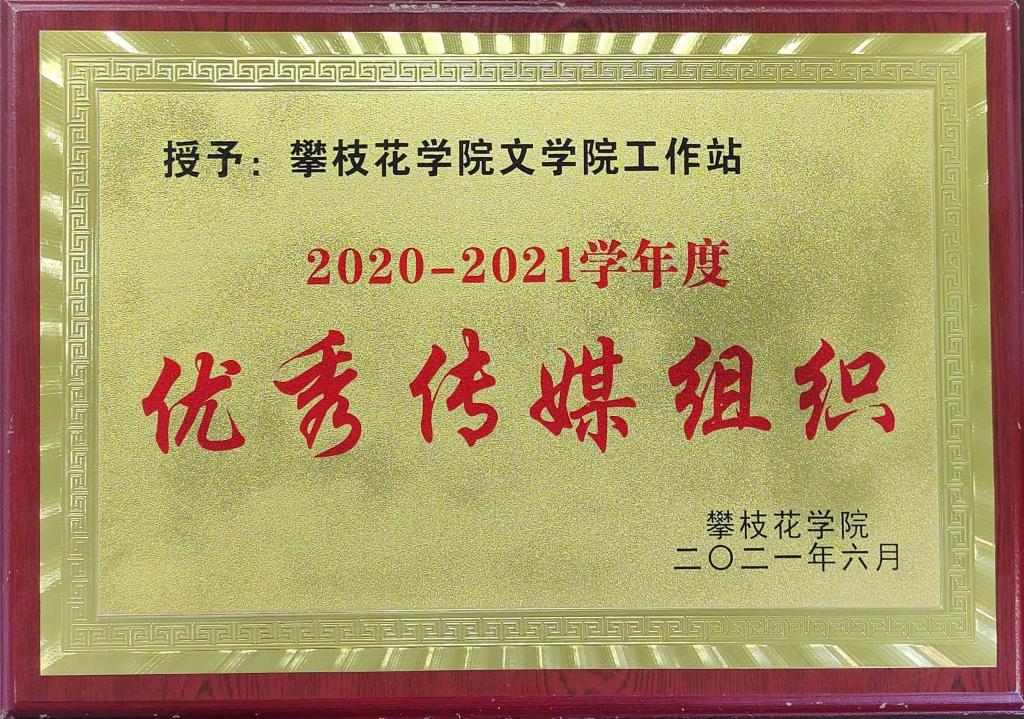 授予：攀枝花学院文学院工作站
2020-2021学年度
优秀传媒组织
攀枝花学院
二〇二一年六月